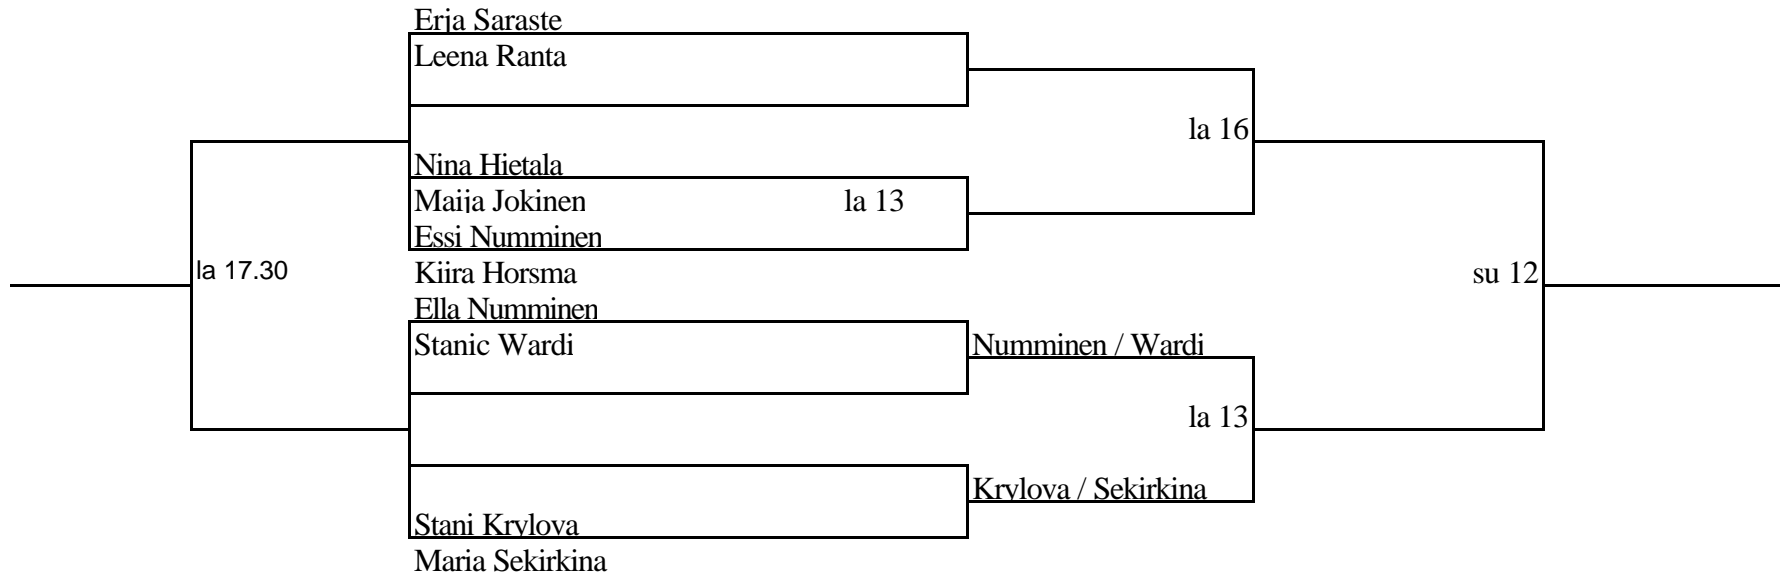 Erja Saraste
Leena Ranta
la 16
Nina Hietala
Maija Jokinen la 13
Essi Numminen
la 17.30 Kiira Horsma su 12
Ella Numminen
Stanic Wardi Numminen / Wardi
la 13
Krylova / Sekirkina
Stani Krylova
Maria Sekirkina